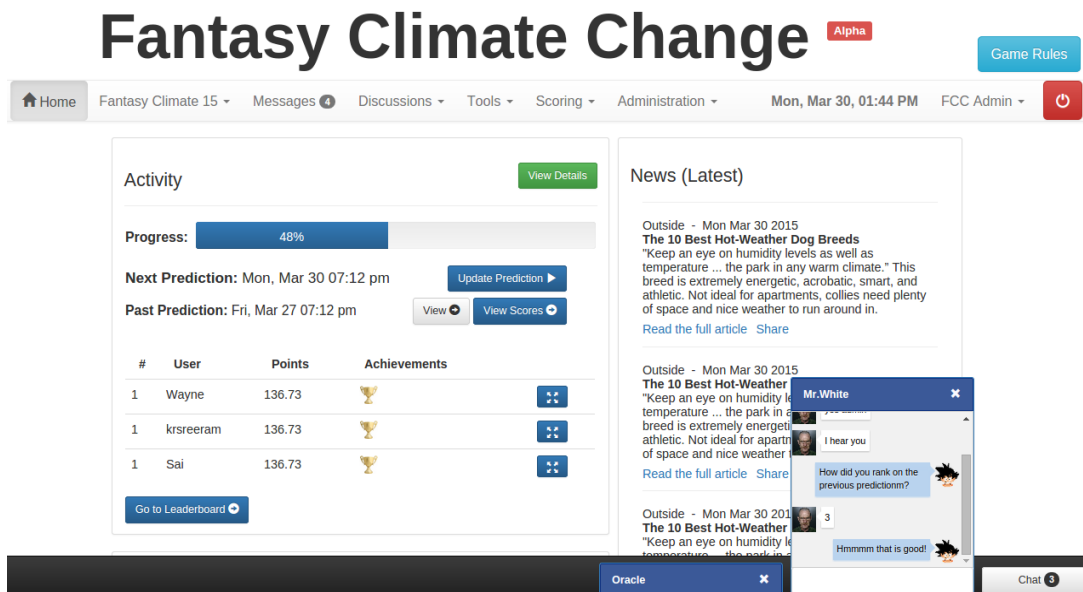 Fantasy Climate Change Alpha
Game Rules
Home Fantasy Climate 15 Messages 4 Discussions Tools Scoring Administration Mon, Mar 30, 01:44 PM FCC Admin
Activity
View Details
Progress: 48%
Next Prediction: Mon, Mar 30 07:12 pm Update Prediction
Past Prediction: Fri, Mar 27 07:12 pm View View Scores
# User Points Achievements
1 Wayne 136.73
1 krsreeram 136.73
1 Sai 136.73
Go to Leaderboard
News (Latest)
Outside - Mon Mar 30 2015
The 10 Best Hot-Weather Dog Breeds
"Keep an eye on humidity levels as well as
temperature ... the park in any warm climate.” This
breed is extremely energetic, acrobatic, smart, and
athletic. Not ideal for apartments, collies need plenty
of space and nice weather to run around in.
Read the full article Share
Outside - Mon Mar 30 2015
The 10 Best Hot-Weather
"Keep an eye on humidity le
temperature ... the park in a
breed is extremely energeti
athletic. Not ideal for apartn
of space and nice weather t
Read the full article Share
Outside - Mon Mar 30 201
The 10 Best Hot-Weather
"Keep an eye on humidity le
temperature ... the park in a
Mr.White
I hear you
How did you rank on the
previous predictionm?
3
Hmmmm that is good!
Oracle
Chat 3